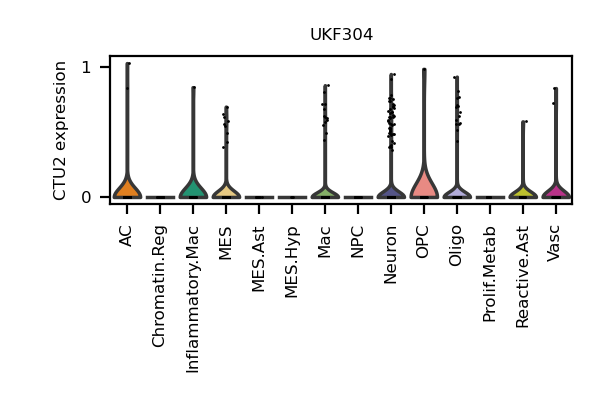 UKF304
CTU2 expression
1
0
AC
Chromatin.Reg
Inflammatory.Mac
MES
MES.Ast
MES.Hyp
Mac
NPC
Neuron
OPC
Oligo
Prolif.Metab
Reactive.Ast
Vasc